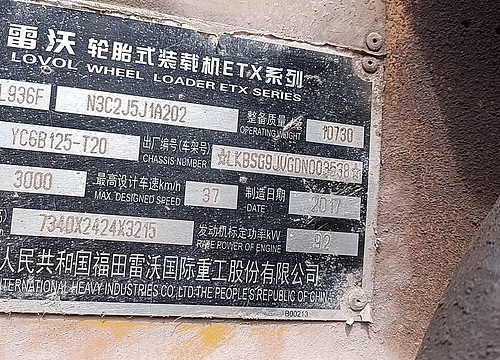 雷沃 轮胎式装载机ETX系列
LOVOL WHEEL LOADER ETX SERIES
L936F N3C2J5J1A202 整备质量 kg 10730
OPERATING WEIGHT
YC6B125-T20 出厂编号(车架号) ☆LKBSG9JVGDN003638☆
CHASSIS NUMBER
3000 最高设计车速km/h 37 制造日期 2017
MAX. DESIGNED SPEED DATE
7340X2424X3215 发动机标定功率kW 92
RATE POWER OF ENGINE
人民共和国福田雷沃国际重工股份有限公司
INTERNATIONAL HEAVY INDUSTRIES CO.,LTD.THE PEOPLE'S REPUBLIC OF CHINA
B00213